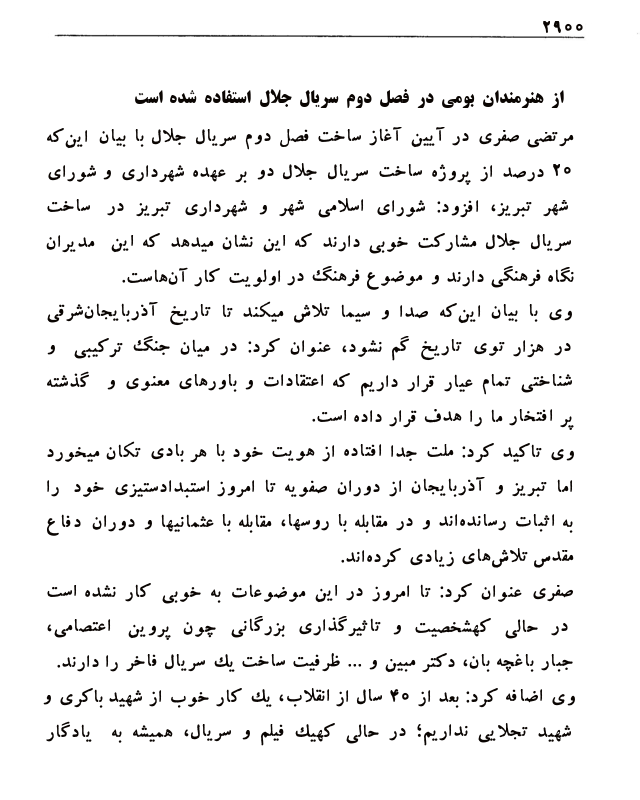 ۲۹۰۰
از هنرمندان بومی در فصل دوم سریال جلال استفاده شده است
مرتضی صفری در آیین آغاز ساخت فصل دوم سریال جلال با بیان این‌که
۲۰ درصد از پروژه ساخت سریال جلال دو بر عهده شهرداری و شورای
شهر تبریز، افزود: شورای اسلامی شهر و شهرداری تبریز در ساخت
سریال جلال مشارکت خوبی دارند که این نشان میدهد که این مدیران
نگاه فرهنگی دارند و موضوع فرهنگ در اولویت کار آن‌هاست.
وی با بیان این‌که صدا و سیما تلاش میکند تا تاریخ آذربایجان‌شرقی
در هزار توی تاریخ گم نشود، عنوان کرد: در میان جنگ ترکیبی و
شناختی تمام عیار قرار داریم که اعتقادات و باورهای معنوی و گذشته
پر افتخار ما را هدف قرار داده است.
وی تاکید کرد: ملت جدا افتاده از هویت خود با هر بادی تکان میخورد
اما تبریز و آذربایجان از دوران صفویه تا امروز استبدادستیزی خود را
به اثبات رسانده‌اند و در مقابله با روسها، مقابله با عثمانیها و دوران دفاع
مقدس تلاش‌های زیادی کرده‌اند.
صفری عنوان کرد: تا امروز در این موضوعات به خوبی کار نشده است
در حالی کهشخصیت و تاثیرگذاری بزرگانی چون پروین اعتصامی،
جبار باغچه بان، دکتر مبین و ... ظرفیت ساخت یك سریال فاخر را دارند.
وی اضافه کرد: بعد از ۴۰ سال از انقلاب، یك کار خوب از شهید باکری و
شهید تجلایی نداریم؛ در حالی کهیك فیلم و سریال، همیشه به یادگار